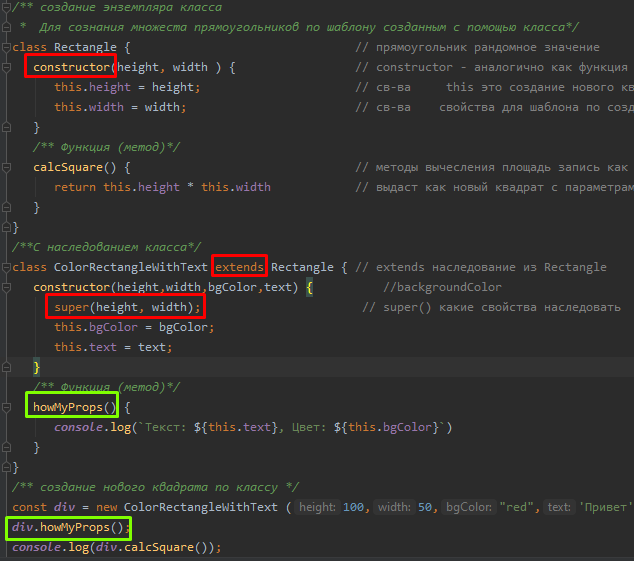 /** создание энземпляра класса
* Для сознания множеста прямоугольников по шаблону созданным с помощью класса*/
class Rectangle { // прямоугольник рандомное значение
constructor(height, width ) { // constructor - аналогично как функция
this.height = height; // св-ва this это создание нового кв
this.width = width; // св-ва свойства для шаблона по созд
}
/** Функция (метод)*/
calcSquare() { // методы вычесления площадь запись как
return this.height * this.width // выдаст как новый квадрат с параметрам
}
}
/**С наследованием класса*/
class ColorRectangleWithText extends Rectangle { // extends наследование из Rectangle
constructor(height,width,bgColor,text) { //backgroundColor
super(height, width); // super() какие свойства наследовать
this.bgColor = bgColor;
this.text = text;
}
/** Функция (метод)*/
howMyProps() {
console.log(`Текст: ${this.text}, Цвет: ${this.bgColor}`)
}
}
/** создание нового квадрата по классу */
const div = new ColorRectangleWithText ( height: 100, width: 50, bgColor: "red", text: 'Привет'
div.howMyProps();
console.log(div.calcSquare());